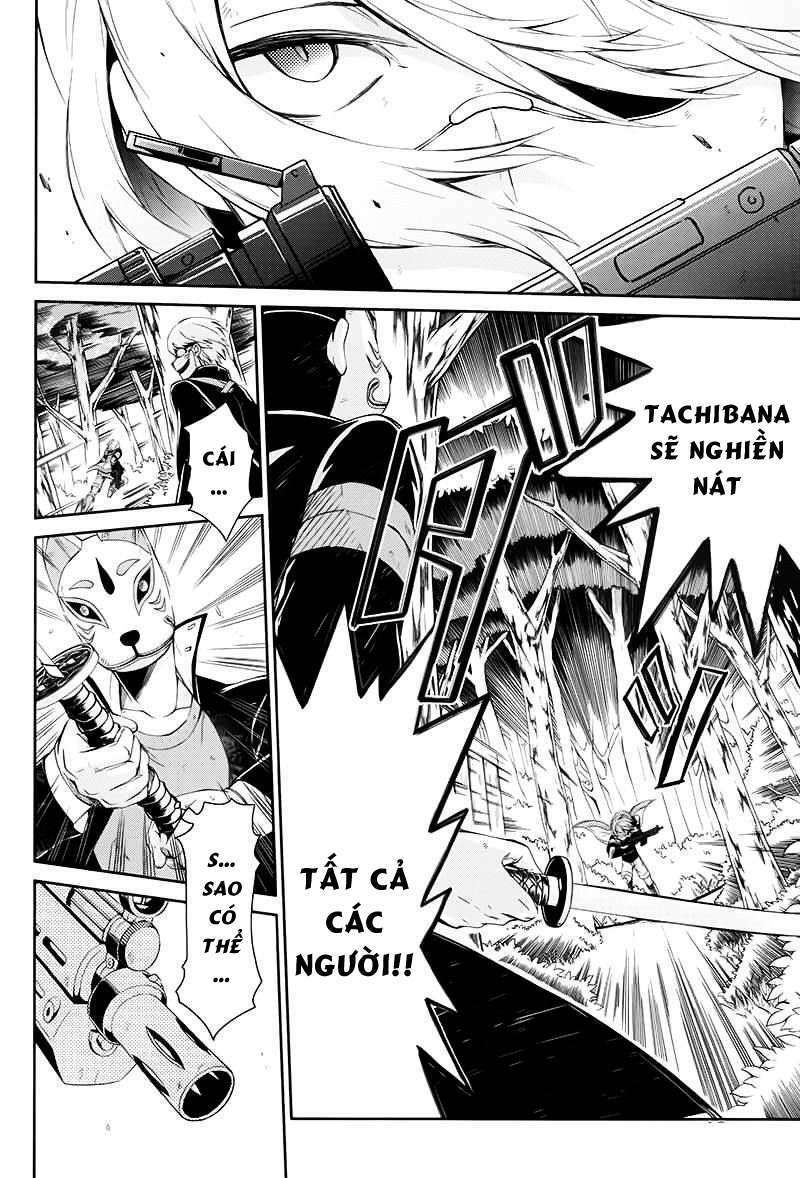 TACHIBANA
SẼ NGHIỀN
NÁT
TẤT CẢ
CÁC
NGƯỜI!!
CÁI
...
S...
SAO
CÓ
THỂ
...